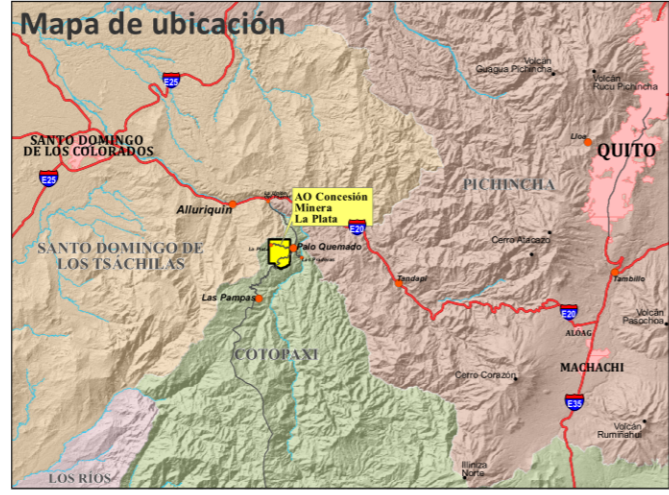 Mapa de ubicación
Volcán
Guagua Pichincha
Volcán
Rucu Pichincha
E25
SANTO DOMINGO
DE LOS COLORADOS
E25
Lloa
QUITO
PICHINCHA
AO Concesión
Minera
La Plata
Alluriquín
E20
SANTO DOMINGO DE
LOS TSÁCHILAS
Palo Quemado
Cerro Atacazo
Tandapi
Tambillo
Las Pampas
E20
Volcán
Pasochoa
ALOAG
COTOPAXI
MACHACHI
Cerro Corazón
E35
Volcán
Rumiñahui
Illiniza
Norte
LOS RIOS